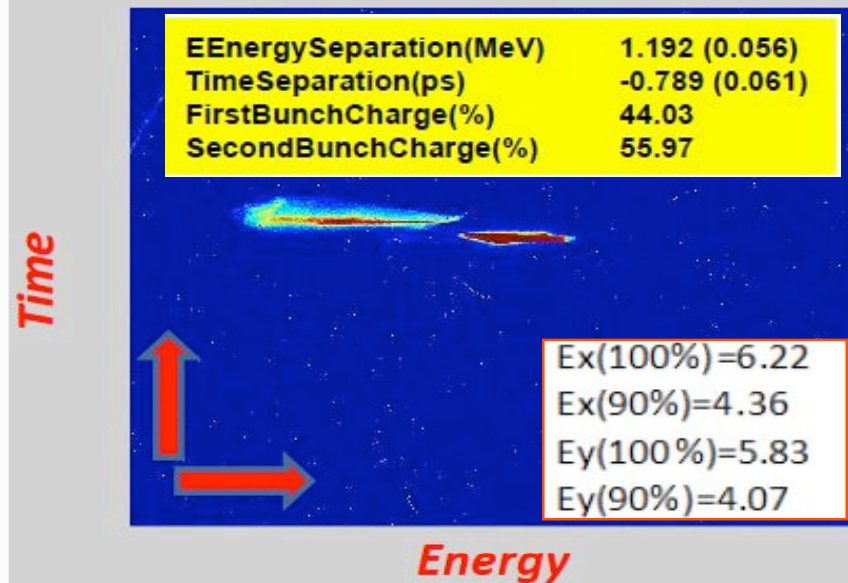 EEnergySeparation(MeV) 1.192 (0.056)
TimeSeparation(ps) -0.789 (0.061)
FirstBunchCharge(%) 44.03
SecondBunchCharge(%) 55.97
Time
Ex(100%)=6.22
Ex(90%)=4.36
Ey(100%)=5.83
Ey(90%)=4.07
Energy